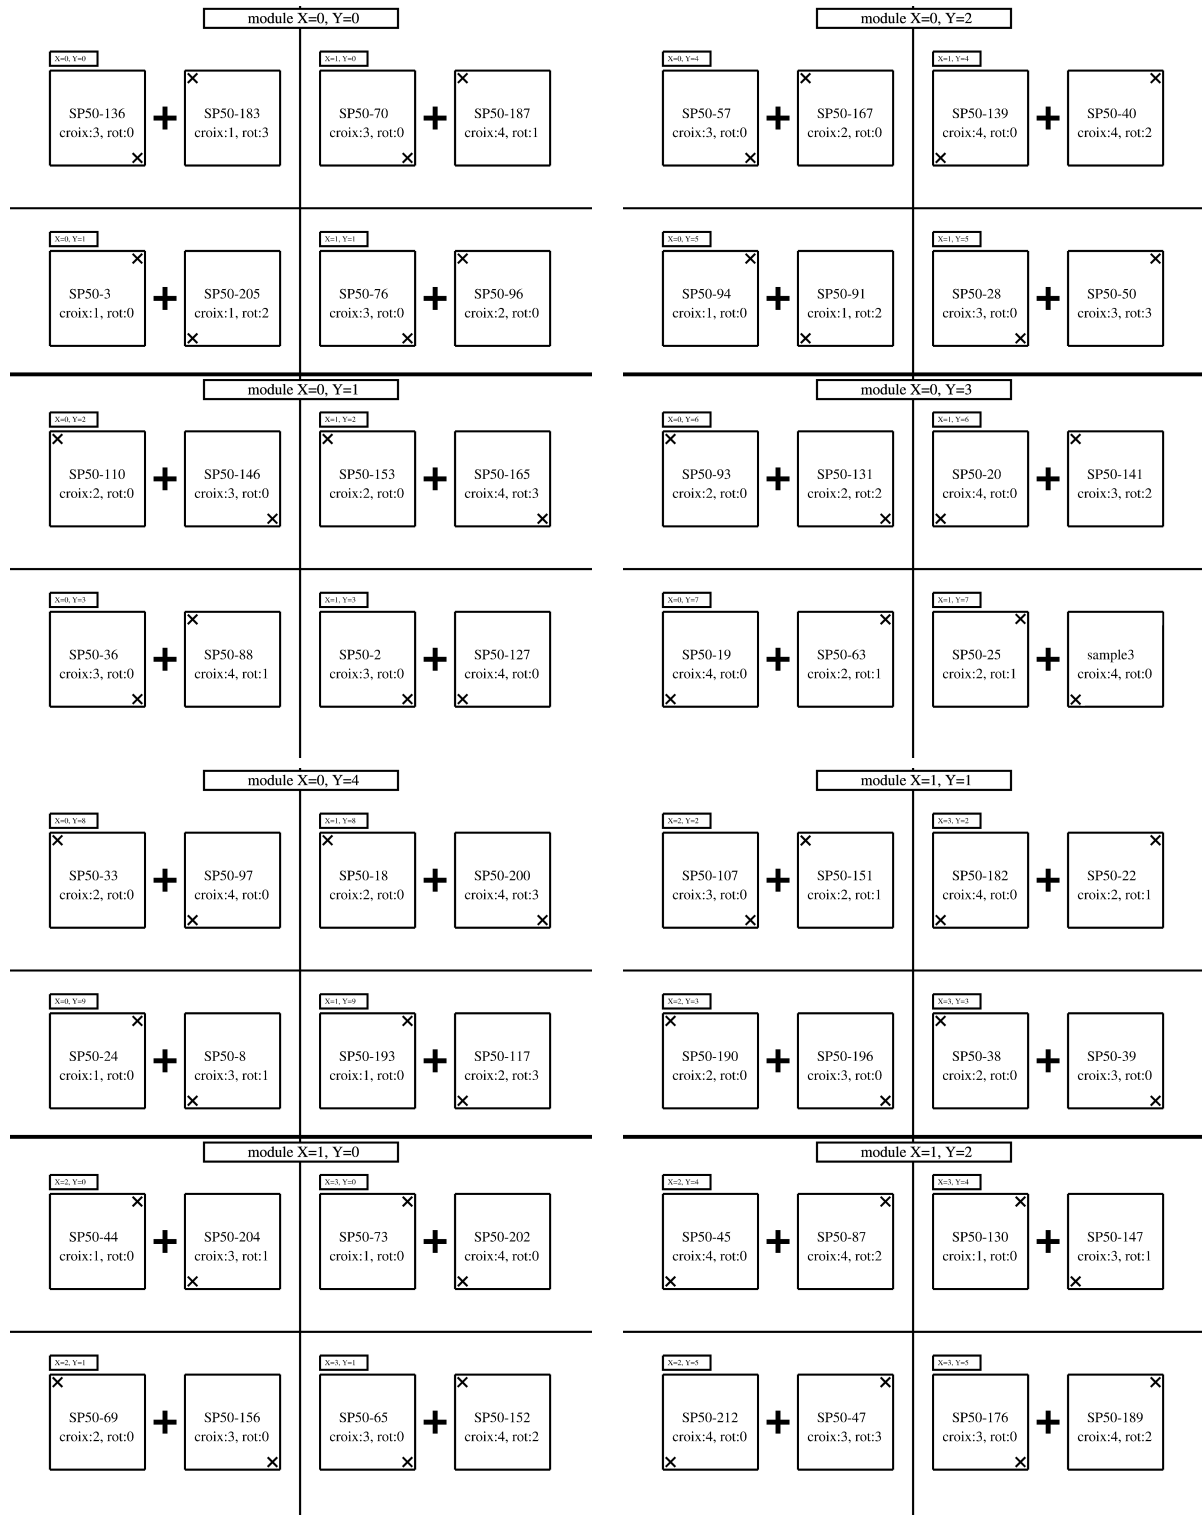 module X=0, Y=0
X=0, Y=0
X=1, Y=0
SP50-136
croix:3, rot:0
SP50-183
croix:1, rot:3
SP50-70
croix:3, rot:0
SP50-187
croix:4, rot:1
X=0, Y=1
X=1, Y=1
SP50-3
croix:1, rot:0
SP50-205
croix:1, rot:2
SP50-76
croix:3, rot:0
SP50-96
croix:2, rot:0
module X=0, Y=2
X=0, Y=4
X=1, Y=4
SP50-57
croix:3, rot:0
SP50-167
croix:2, rot:0
SP50-139
croix:4, rot:0
SP50-40
croix:4, rot:2
X=0, Y=5
X=1, Y=5
SP50-94
croix:1, rot:0
SP50-91
croix:1, rot:2
SP50-28
croix:3, rot:0
SP50-50
croix:3, rot:3
module X=0, Y=1
X=0, Y=2
X=1, Y=2
SP50-110
croix:2, rot:0
SP50-146
croix:3, rot:0
SP50-153
croix:2, rot:0
SP50-165
croix:4, rot:3
X=0, Y=3
X=1, Y=3
SP50-36
croix:3, rot:0
SP50-88
croix:4, rot:1
SP50-2
croix:3, rot:0
SP50-127
croix:4, rot:0
module X=0, Y=3
X=0, Y=6
X=1, Y=6
SP50-93
croix:2, rot:0
SP50-131
croix:2, rot:2
SP50-20
croix:4, rot:0
SP50-141
croix:3, rot:2
X=0, Y=7
X=1, Y=7
SP50-19
croix:4, rot:0
SP50-63
croix:2, rot:1
SP50-25
croix:2, rot:1
sample3
croix:4, rot:0
module X=0, Y=4
X=0, Y=8
X=1, Y=8
SP50-33
croix:2, rot:0
SP50-97
croix:4, rot:0
SP50-18
croix:2, rot:0
SP50-200
croix:4, rot:3
X=0, Y=9
X=1, Y=9
SP50-24
croix:1, rot:0
SP50-8
croix:3, rot:1
SP50-193
croix:1, rot:0
SP50-117
croix:2, rot:3
module X=1, Y=1
X=2, Y=2
X=3, Y=2
SP50-107
croix:3, rot:0
SP50-151
croix:2, rot:1
SP50-182
croix:4, rot:0
SP50-22
croix:2, rot:1
X=2, Y=3
X=3, Y=3
SP50-190
croix:2, rot:0
SP50-196
croix:3, rot:0
SP50-38
croix:2, rot:0
SP50-39
croix:3, rot:0
module X=1, Y=0
X=2, Y=0
X=3, Y=0
SP50-44
croix:1, rot:0
SP50-204
croix:3, rot:1
SP50-73
croix:1, rot:0
SP50-202
croix:4, rot:0
X=2, Y=1
X=3, Y=1
SP50-69
croix:2, rot:0
SP50-156
croix:3, rot:0
SP50-65
croix:3, rot:0
SP50-152
croix:4, rot:2
module X=1, Y=2
X=2, Y=4
X=3, Y=4
SP50-45
croix:4, rot:0
SP50-87
croix:4, rot:2
SP50-130
croix:1, rot:0
SP50-147
croix:3, rot:1
X=2, Y=5
X=3, Y=5
SP50-212
croix:4, rot:0
SP50-47
croix:3, rot:3
SP50-176
croix:3, rot:0
SP50-189
croix:4, rot:2